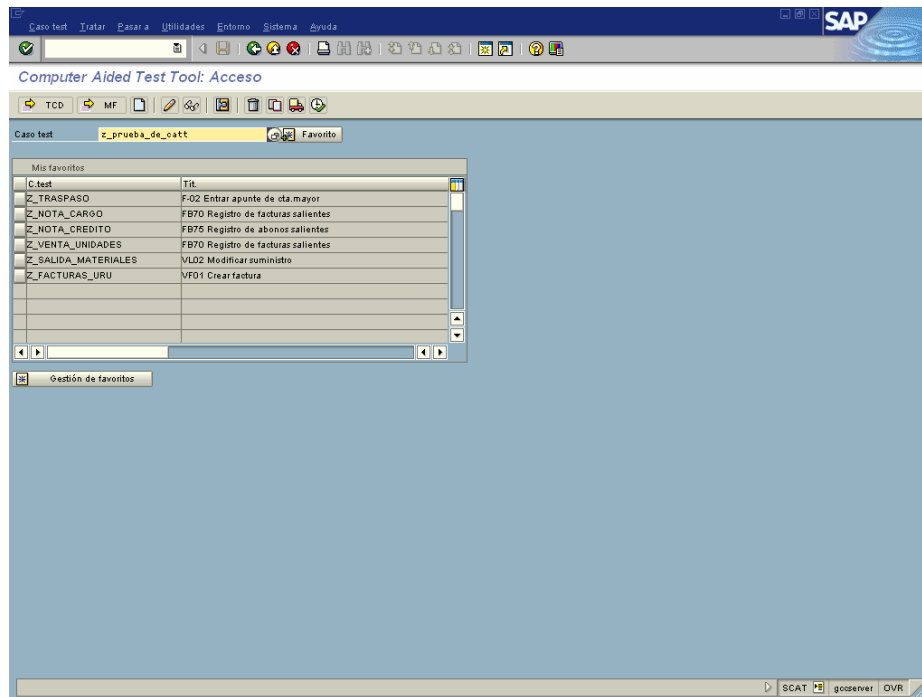 Caso test Tratar Pasar a Utilidades Entorno Sistema Ayuda
SAP
Computer Aided Test Tool: Acceso
TCD MF
Caso test z_prueba_de_catt Favorito
Mis favoritos
C.test Tít.
Z_TRASPASO F-02 Entrar apunte de cta.mayor
Z_NOTA_CARGO FB70 Registro de facturas salientes
Z_NOTA_CREDITO FB75 Registro de abonos salientes
Z_VENTA_UNIDADES FB70 Registro de facturas salientes
Z_SALIDA_MATERIALES VL02 Modificar suministro
Z_FACTURAS_URU VF01 Crear factura
Gestión de favoritos
SCAT gccserver OVR